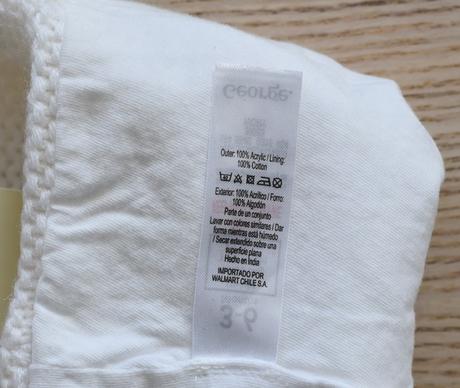 George.
Outer: 100% Acrylic / Lining:
100% Cotton
Exterior: 100% Acrílico / Forro:
100% Algodón
Parte de un conjunto
Lavar con colores similares / Dar
forma mientras está húmedo
/ Secar extendido sobre una
superficie plana
Hecho en India
IMPORTADO POR
WALMART CHILE S.A.
3-6